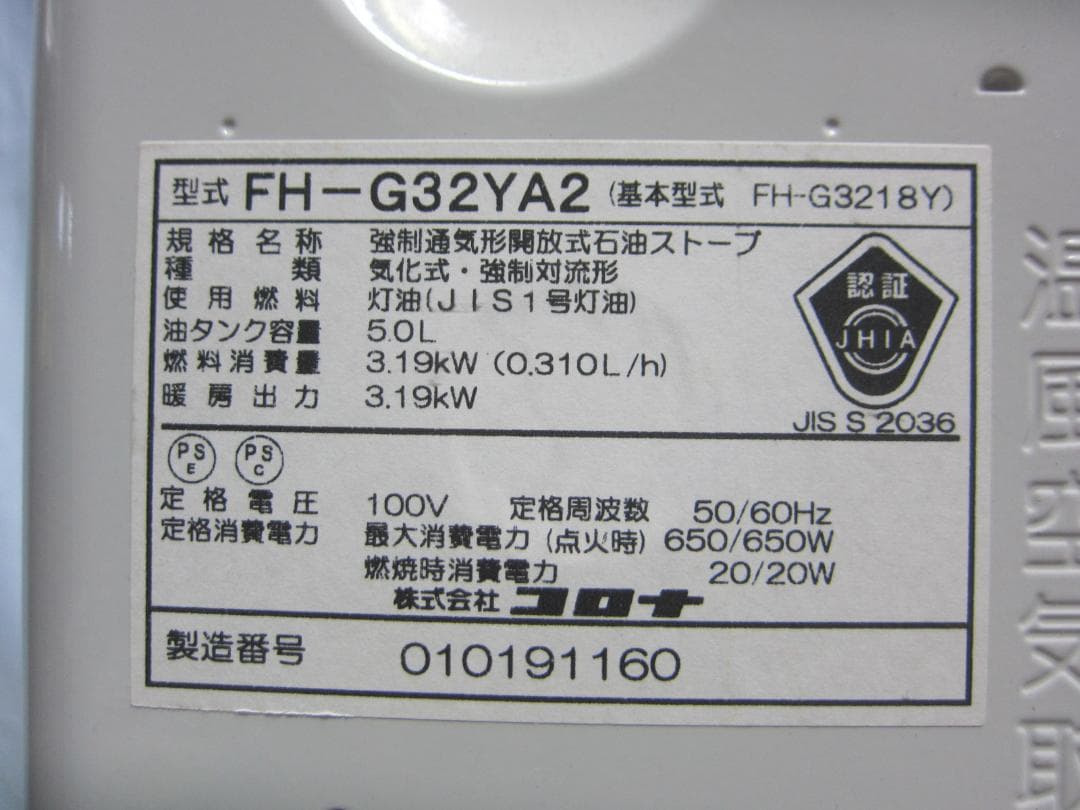 型式 FH-G32YA2 (基本型式 FH-G3218Y)
規格名称 強制通気形開放式石油ストーブ
種類 気化式・強制対流形
使用燃料 灯油(JIS1号灯油)
油タンク容量 5.0L
燃料消費量 3.19kW (0.310L/h)
暖房出力 3.19kW
認証
JHIA
JIS S 2036
PS E PS C
定格電圧 100V 定格周波数 50/60Hz
定格消費電力 最大消費電力 (点火時) 650/650W
燃焼時消費電力 20/20W
株式会社 コロナ
製造番号 010191160
温風空気取